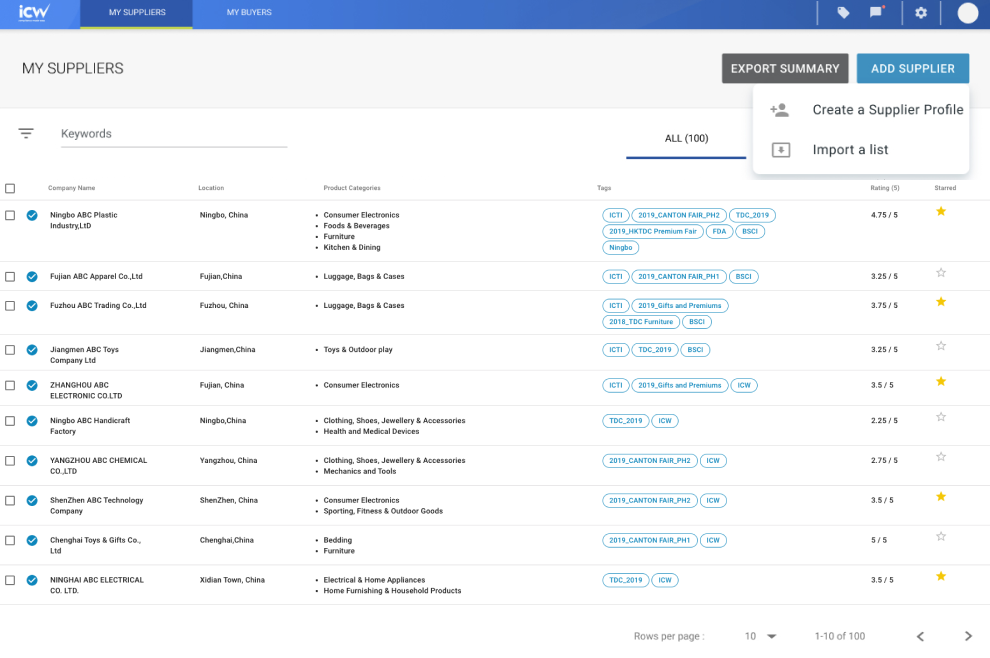 icw
MY SUPPLIERS
MY BUYERS
MY SUPPLIERS
EXPORT SUMMARY
ADD SUPPLIER
Create a Supplier Profile
Import a list
Keywords
ALL (100)
Company Name Location Product Categories Tags Rating (5) Starred
Ningbo ABC Plastic Ningbo, China • Consumer Electronics ICTI 2019_CANTON FAIR_PH2 TDC_2019 4.75 / 5
Industry,LtD • Foods & Beverages
• Furniture 2019_HKTDC Premium Fair FDA BSCI
• Kitchen & Dining Ningbo
Fujian ABC Apparel Co.,Ltd Fujian,China • Luggage, Bags & Cases ICTI 2019_CANTON FAIR_PH1 BSCI 3.25 / 5
Fuzhou ABC Trading Co.,Ltd Fuzhou, China • Luggage, Bags & Cases ICTI 2019_Gifts and Premiums 3.75 / 5
2018_TDC Furniture BSCI
Jiangmen ABC Toys Jiangmen,China • Toys & Outdoor play ICTI TDC_2019 BSCI 3.25 / 5
Company Ltd
ZHANGHOU ABC Fujian, China • Consumer Electronics ICTI 2019_Gifts and Premiums ICW 3.5 / 5
ELECTRONIC CO.LTD
Ningbo ABC Handicraft Ningbo,China • Clothing, Shoes, Jewellery & Accessories TDC_2019 ICW 2.25 / 5
Factory • Health and Medical Devices
YANGZHOU ABC CHEMICAL Yangzhou, China • Clothing, Shoes, Jewellery & Accessories 2019_CANTON FAIR_PH2 ICW 2.75 / 5
CO.,LTD • Mechanics and Tools
ShenZhen ABC Technology ShenZhen, China • Consumer Electronics 2019_CANTON FAIR_PH2 ICW 3.5 / 5
Company • Sporting, Fitness & Outdoor Goods
Chenghai Toys & Gifts Co., Chenghai,China • Bedding 2019_CANTON FAIR_PH1 ICW 5 / 5
Ltd • Furniture
NINGHAI ABC ELECTRICAL Xidian Town, China • Electrical & Home Appliances TDC_2019 ICW 3.5 / 5
CO. LTD. • Home Furnishing & Household Products
Rows per page : 10 1-10 of 100